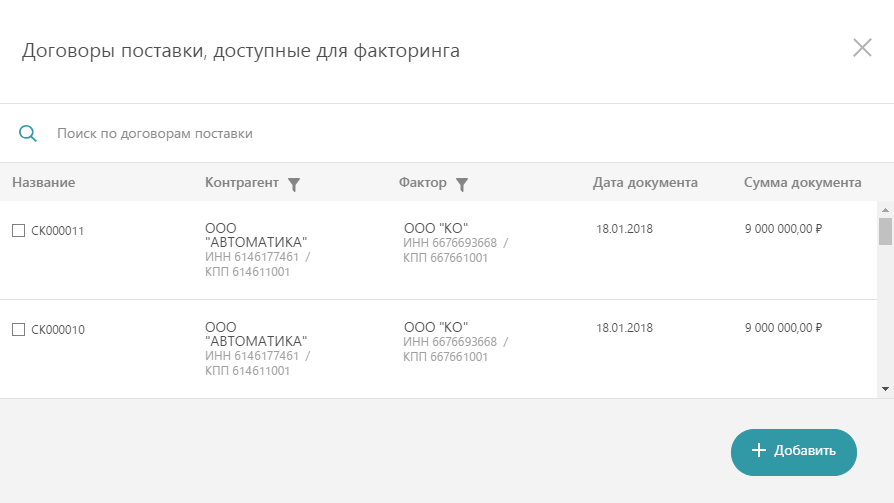 Договоры поставки, доступные для факторинга
Поиск по договорам поставки
Название Контрагент Фактор Дата документа Сумма документа
СК000011 ООО "АВТОМАТИКА" ООО "КО" 18.01.2018 9 000 000,00 ₽
ИНН 6146177461 / ИНН 6676693668 /
КПП 614611001 КПП 667661001
СК000010 ООО "АВТОМАТИКА" ООО "КО" 18.01.2018 9 000 000,00 ₽
ИНН 6146177461 / ИНН 6676693668 /
КПП 614611001 КПП 667661001
Добавить